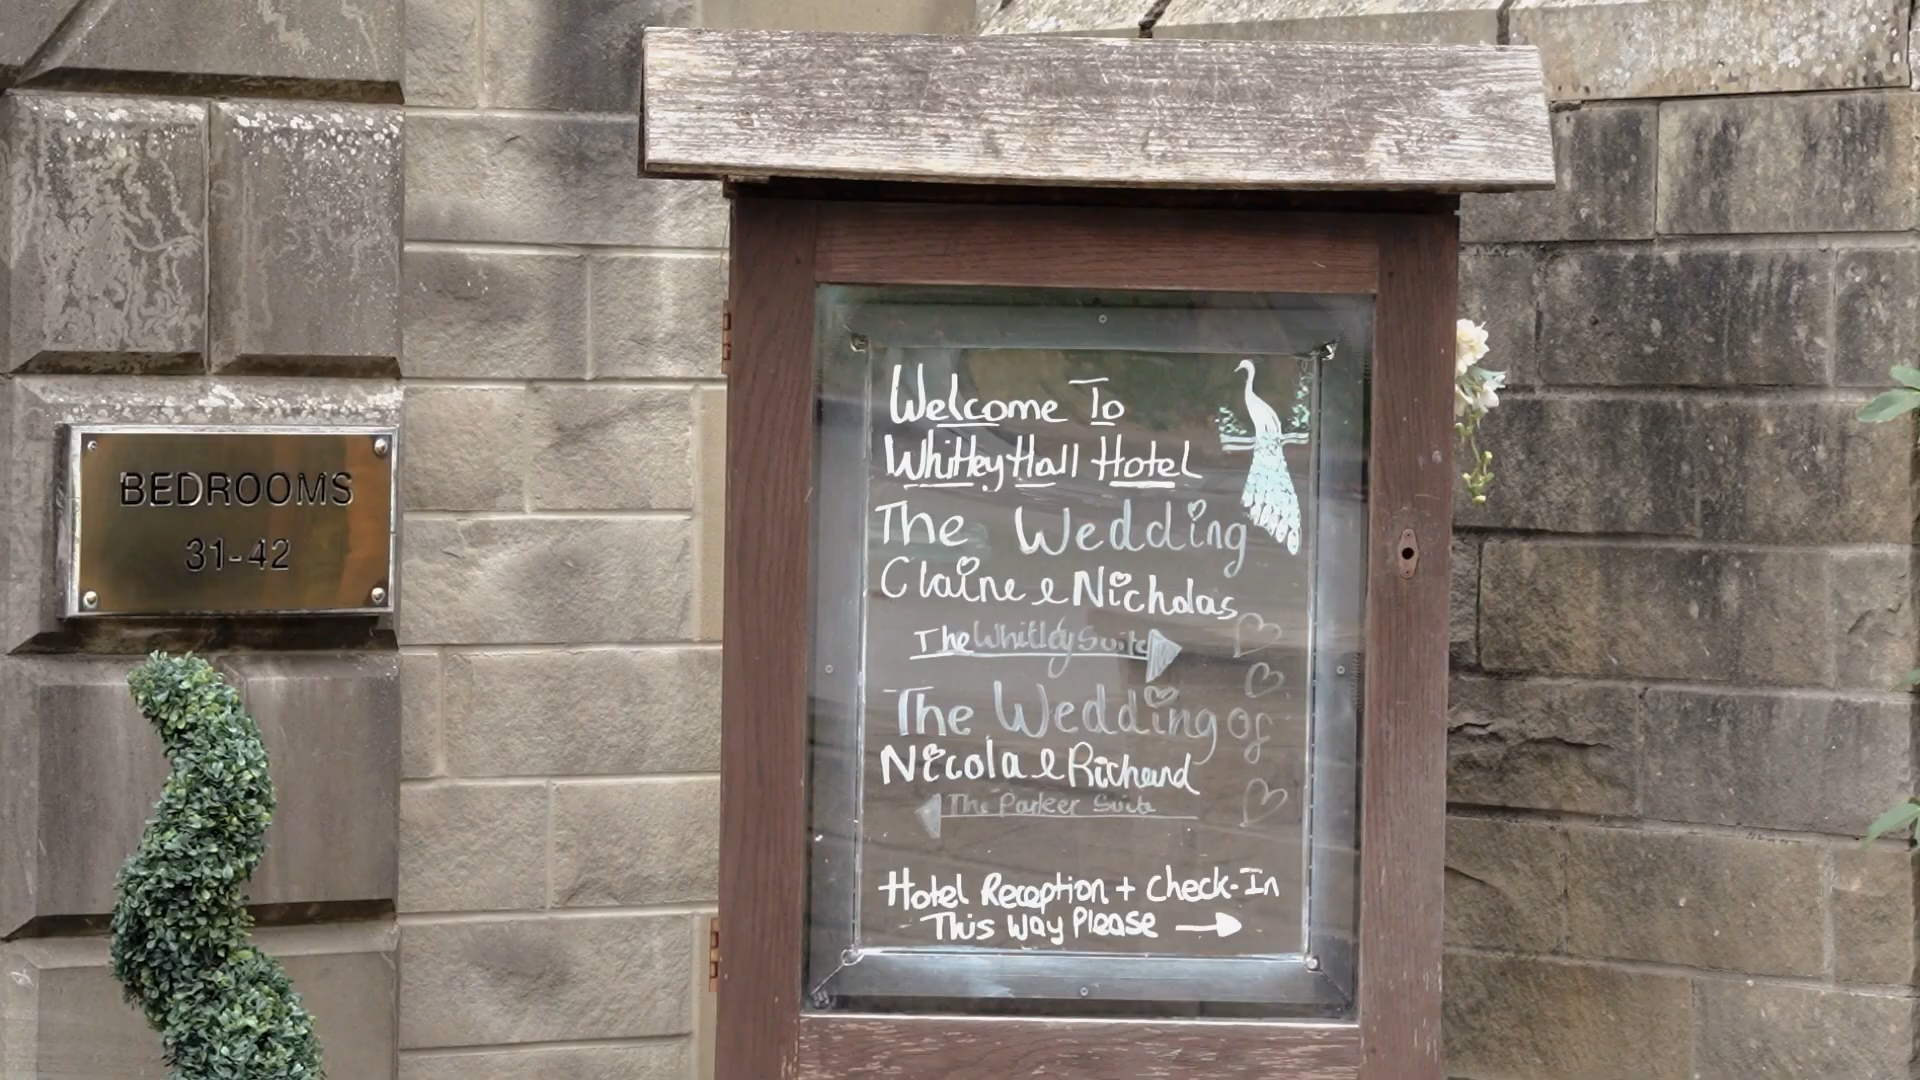 BEDROOMS
31-42
Welcome To
Whitley Hall Hotel
The Wedding
Claine & Nicholas
The Whitley Suite
The Wedding of
Nicola & Richard
The Parker Suite
Hotel Reception + Check-In
This Way Please